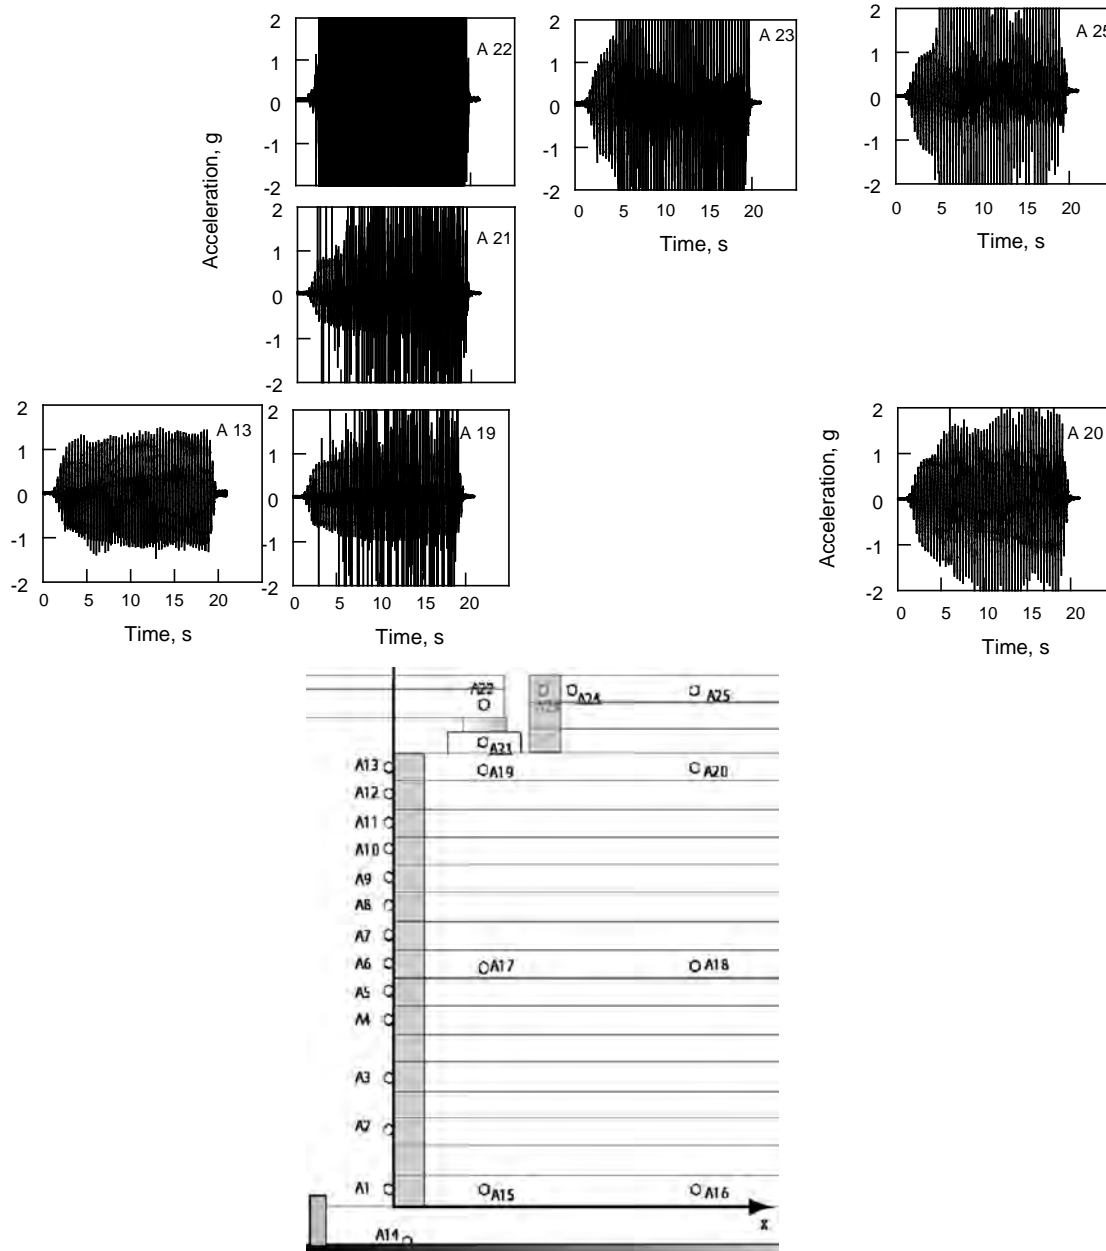 2
1
0
-1
-2
A 22
2
1
0
-1
-2
A 23
0 5 10 15 20
Time, s
2
1
0
-1
-2
A 25
0 5 10 15 20
Time, s
Acceleration, g
2
1
0
-1
-2
A 21
2
1
0
-1
-2
A 13
0 5 10 15 20
Time, s
2
1
0
-1
-2
A 19
0 5 10 15 20
Time, s
Acceleration, g
2
1
0
-1
-2
A 20
0 5 10 15 20
Time, s
A22
A23
A24
A25
A21
A13
A19
A20
A12
A11
A10
A9
A8
A7
A6
A17
A18
A5
A4
A3
A2
A1
A15
A16
x
A14